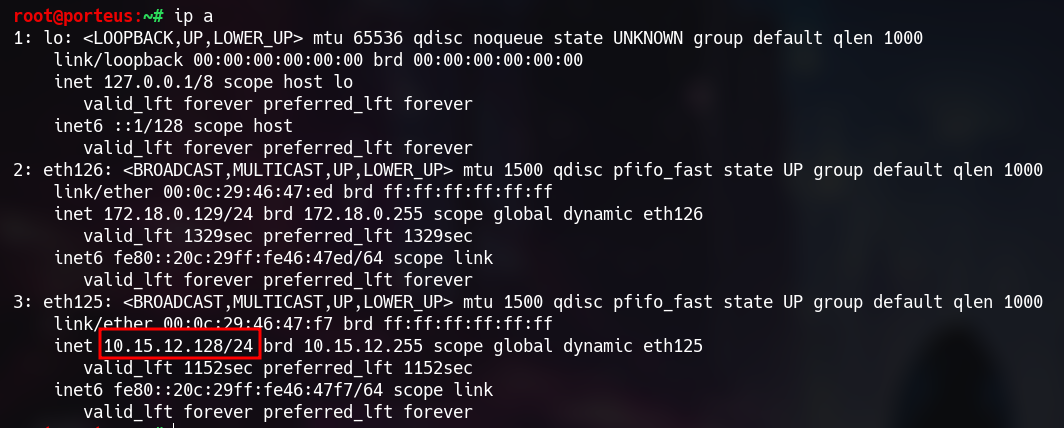 root@porteus:~# ip a
1: lo: <LOOPBACK,UP,LOWER_UP> mtu 65536 qdisc noqueue state UNKNOWN group default qlen 1000
    link/loopback 00:00:00:00:00:00 brd 00:00:00:00:00:00
    inet 127.0.0.1/8 scope host lo
       valid_lft forever preferred_lft forever
    inet6 ::1/128 scope host
       valid_lft forever preferred_lft forever
2: eth126: <BROADCAST,MULTICAST,UP,LOWER_UP> mtu 1500 qdisc pfifo_fast state UP group default qlen 1000
    link/ether 00:0c:29:46:47:ed brd ff:ff:ff:ff:ff:ff
    inet 172.18.0.129/24 brd 172.18.0.255 scope global dynamic eth126
       valid_lft 1329sec preferred_lft 1329sec
    inet6 fe80::20c:29ff:fe46:47ed/64 scope link
       valid_lft forever preferred_lft forever
3: eth125: <BROADCAST,MULTICAST,UP,LOWER_UP> mtu 1500 qdisc pfifo_fast state UP group default qlen 1000
    link/ether 00:0c:29:46:47:f7 brd ff:ff:ff:ff:ff:ff
    inet 10.15.12.128/24 brd 10.15.12.255 scope global dynamic eth125
       valid_lft 1152sec preferred_lft 1152sec
    inet6 fe80::20c:29ff:fe46:47f7/64 scope link
       valid_lft forever preferred_lft forever